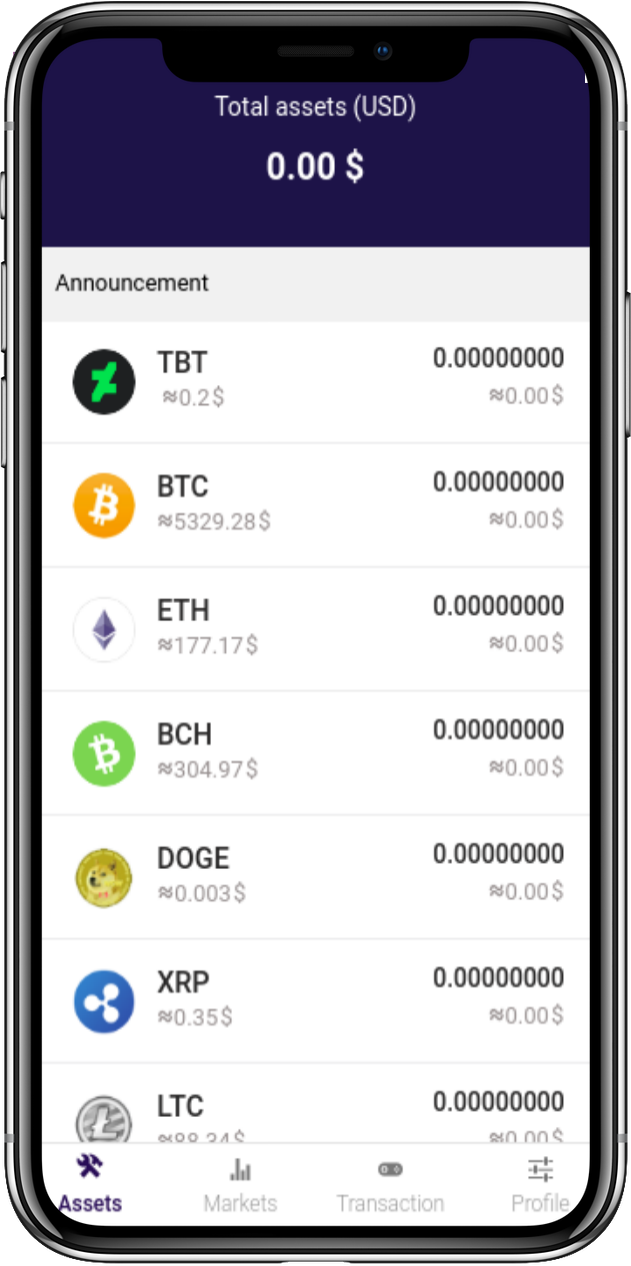 Total assets (USD)
0.00 $
Announcement
TBT 0.00000000
≈0.2$ ≈0.00$
BTC 0.00000000
≈5329.28$ ≈0.00$
ETH 0.00000000
≈177.17$ ≈0.00$
BCH 0.00000000
≈304.97$ ≈0.00$
DOGE 0.00000000
≈0.003$ ≈0.00$
XRP 0.00000000
≈0.35$ ≈0.00$
LTC 0.00000000
≈0.00$
Assets Markets Transaction Profile